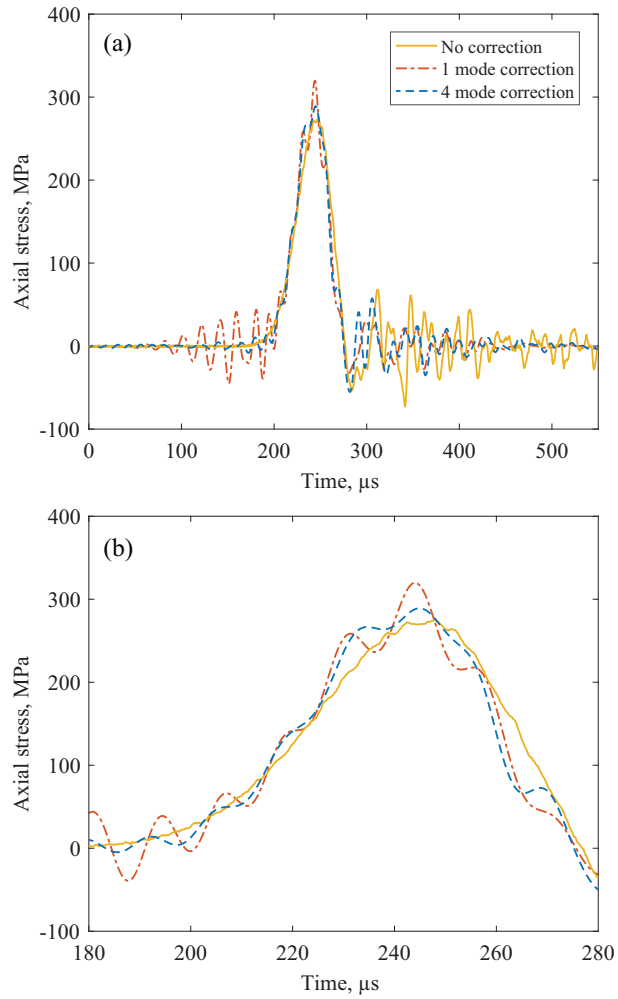 400
(a)
No correction
1 mode correction
4 mode correction
300
200
100
0
-100
Axial stress, MPa
0 100 200 300 400 500
Time, µs
400
(b)
300
200
100
0
-100
Axial stress, MPa
180 200 220 240 260 280
Time, µs